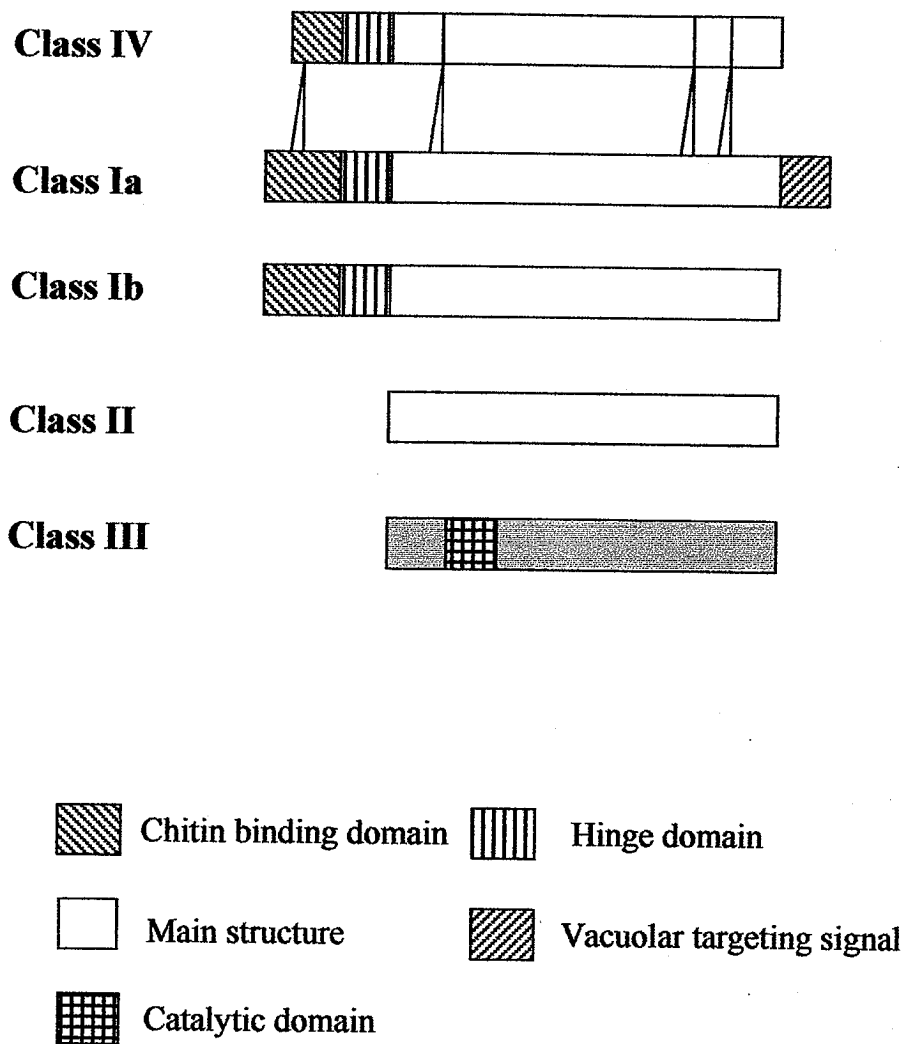 Class IV
Class Ia
Class Ib
Class II
Class III
Chitin binding domain
Hinge domain
Main structure
Vacuolar targeting signal
Catalytic domain